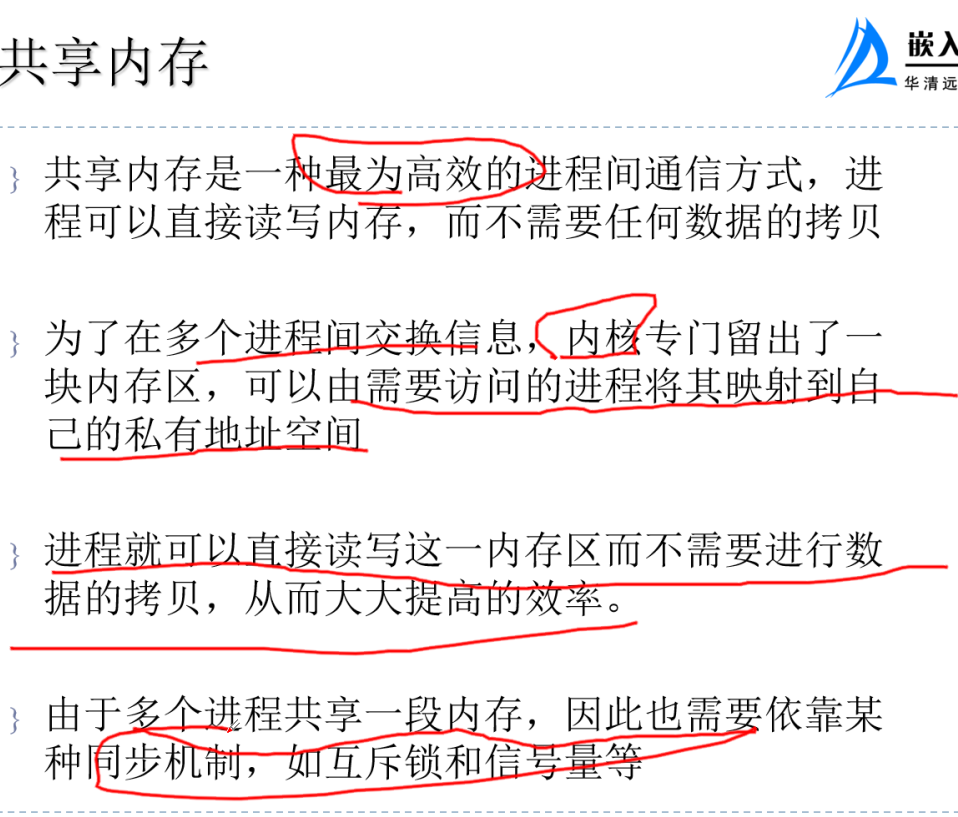 共享内存
嵌入
华清远
共享内存是一种最为高效的进程间通信方式，进
程可以直接读写内存，而不需要任何数据的拷贝
为了在多个进程间交换信息，内核专门留出了一
块内存区，可以由需要访问的进程将其映射到自
己的私有地址空间
进程就可以直接读写这一内存区而不需要进行数
据的拷贝，从而大大提高的效率。
由于多个进程共享一段内存，因此也需要依靠某
种同步机制，如互斥锁和信号量等